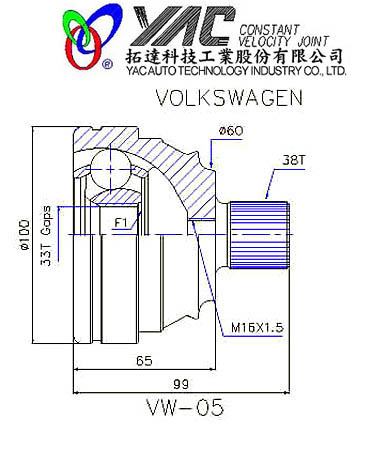 YAC CONSTANT
VELOCITY JOINT
拓達科技工業股份有限公司
YAC AUTO TECHNOLOGY INDUSTRY CO., LTD.
VOLKSWAGEN
ø60
38T
ø100
33T Gaps
F1
M16X1.5
65
99
VW-05